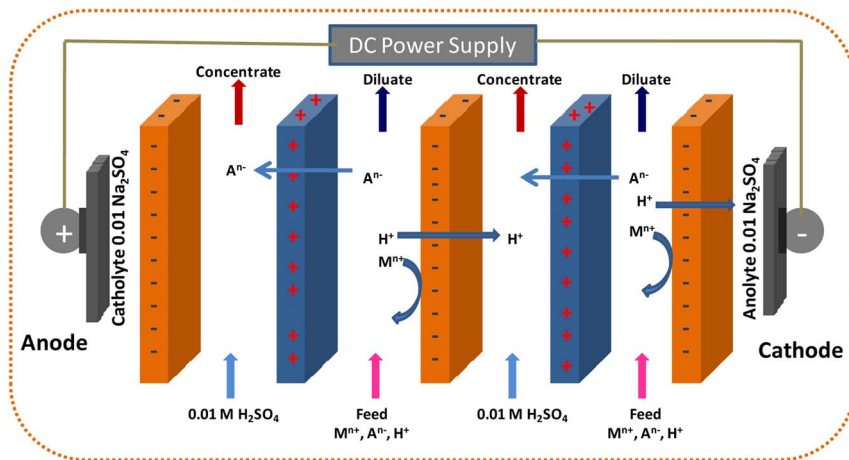 DC Power Supply
Concentrate
Diluate
Concentrate
Diluate
Catholyte 0.01 Na₂SO₄
Aⁿ⁻
Aⁿ⁻
Aⁿ⁻
H⁺
H⁺
H⁺
Mⁿ⁺
Mⁿ⁺
Anolyte 0.01 Na₂SO₄
+
-
Anode
Cathode
0.01 M H₂SO₄
Feed
Mⁿ⁺, Aⁿ⁻, H⁺
0.01 M H₂SO₄
Feed
Mⁿ⁺, Aⁿ⁻, H⁺